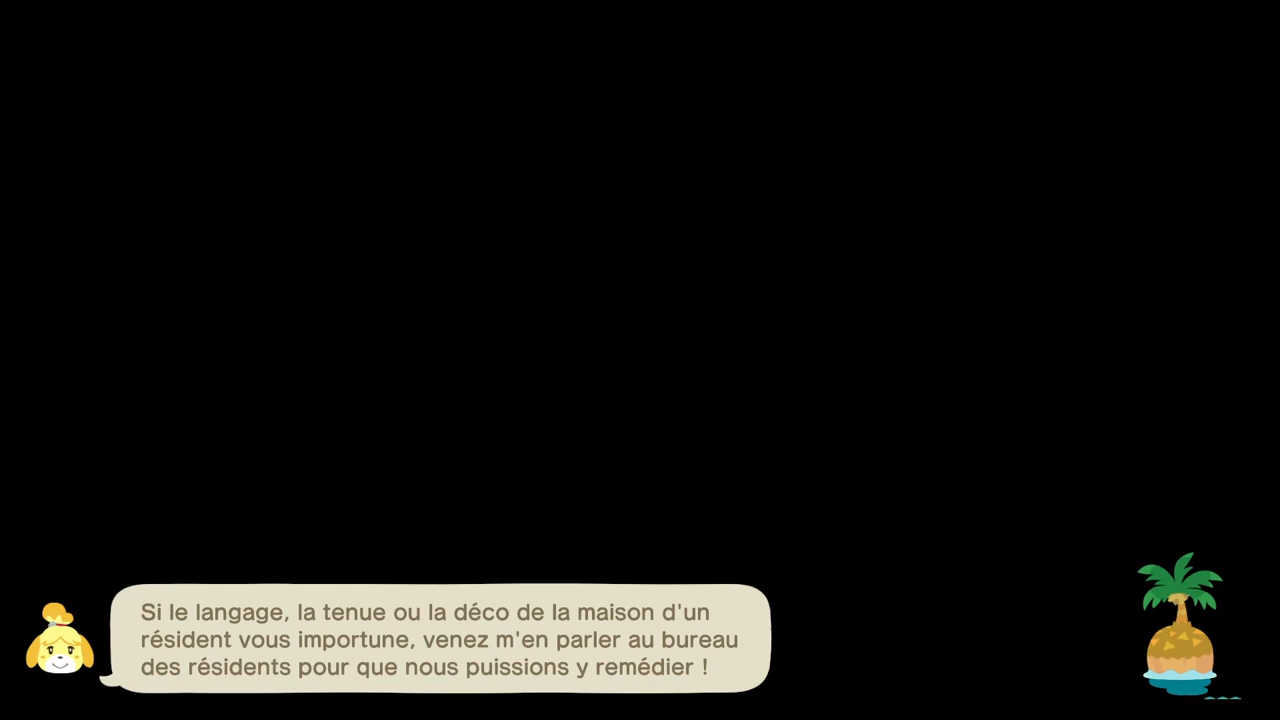 Si le langage, la tenue ou la déco de la maison d'un
résident vous importune, venez m'en parler au bureau
des résidents pour que nous puissions y remédier !